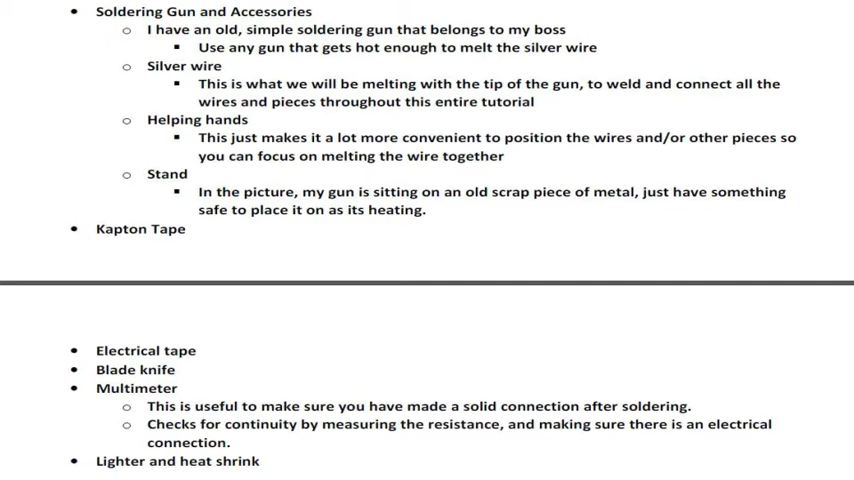 • Soldering Gun and Accessories
o I have an old, simple soldering gun that belongs to my boss
▪ Use any gun that gets hot enough to melt the silver wire
o Silver wire
▪ This is what we will be melting with the tip of the gun, to weld and connect all the
wires and pieces throughout this entire tutorial
o Helping hands
▪ This just makes it a lot more convenient to position the wires and/or other pieces so
you can focus on melting the wire together
o Stand
▪ In the picture, my gun is sitting on an old scrap piece of metal, just have something
safe to place it on as its heating.
• Kapton Tape
• Electrical tape
• Blade knife
• Multimeter
o This is useful to make sure you have made a solid connection after soldering.
o Checks for continuity by measuring the resistance, and making sure there is an electrical
connection.
• Lighter and heat shrink